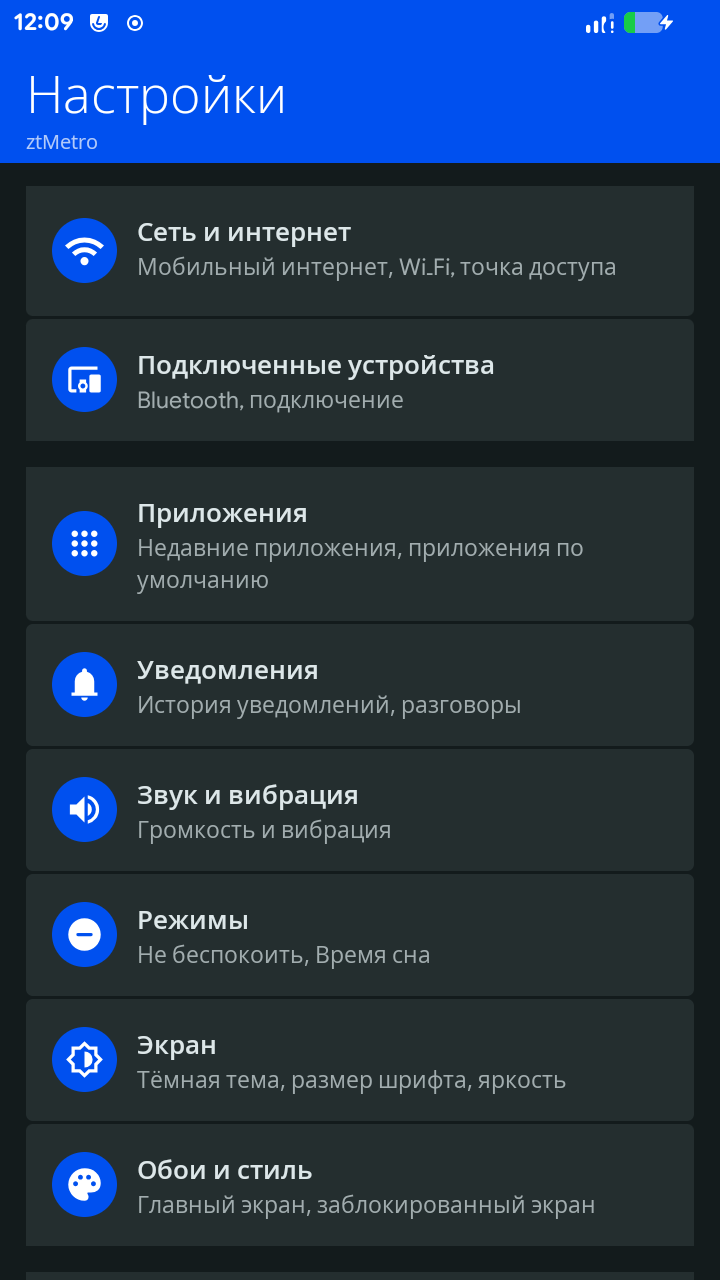 12:09
Настройки
ztMetro
Сеть и интернет
Мобильный интернет, Wi-Fi, точка доступа
Подключенные устройства
Bluetooth, подключение
Приложения
Недавние приложения, приложения по
умолчанию
Уведомления
История уведомлений, разговоры
Звук и вибрация
Громкость и вибрация
Режимы
Не беспокоить, Время сна
Экран
Тёмная тема, размер шрифта, яркость
Обои и стиль
Главный экран, заблокированный экран